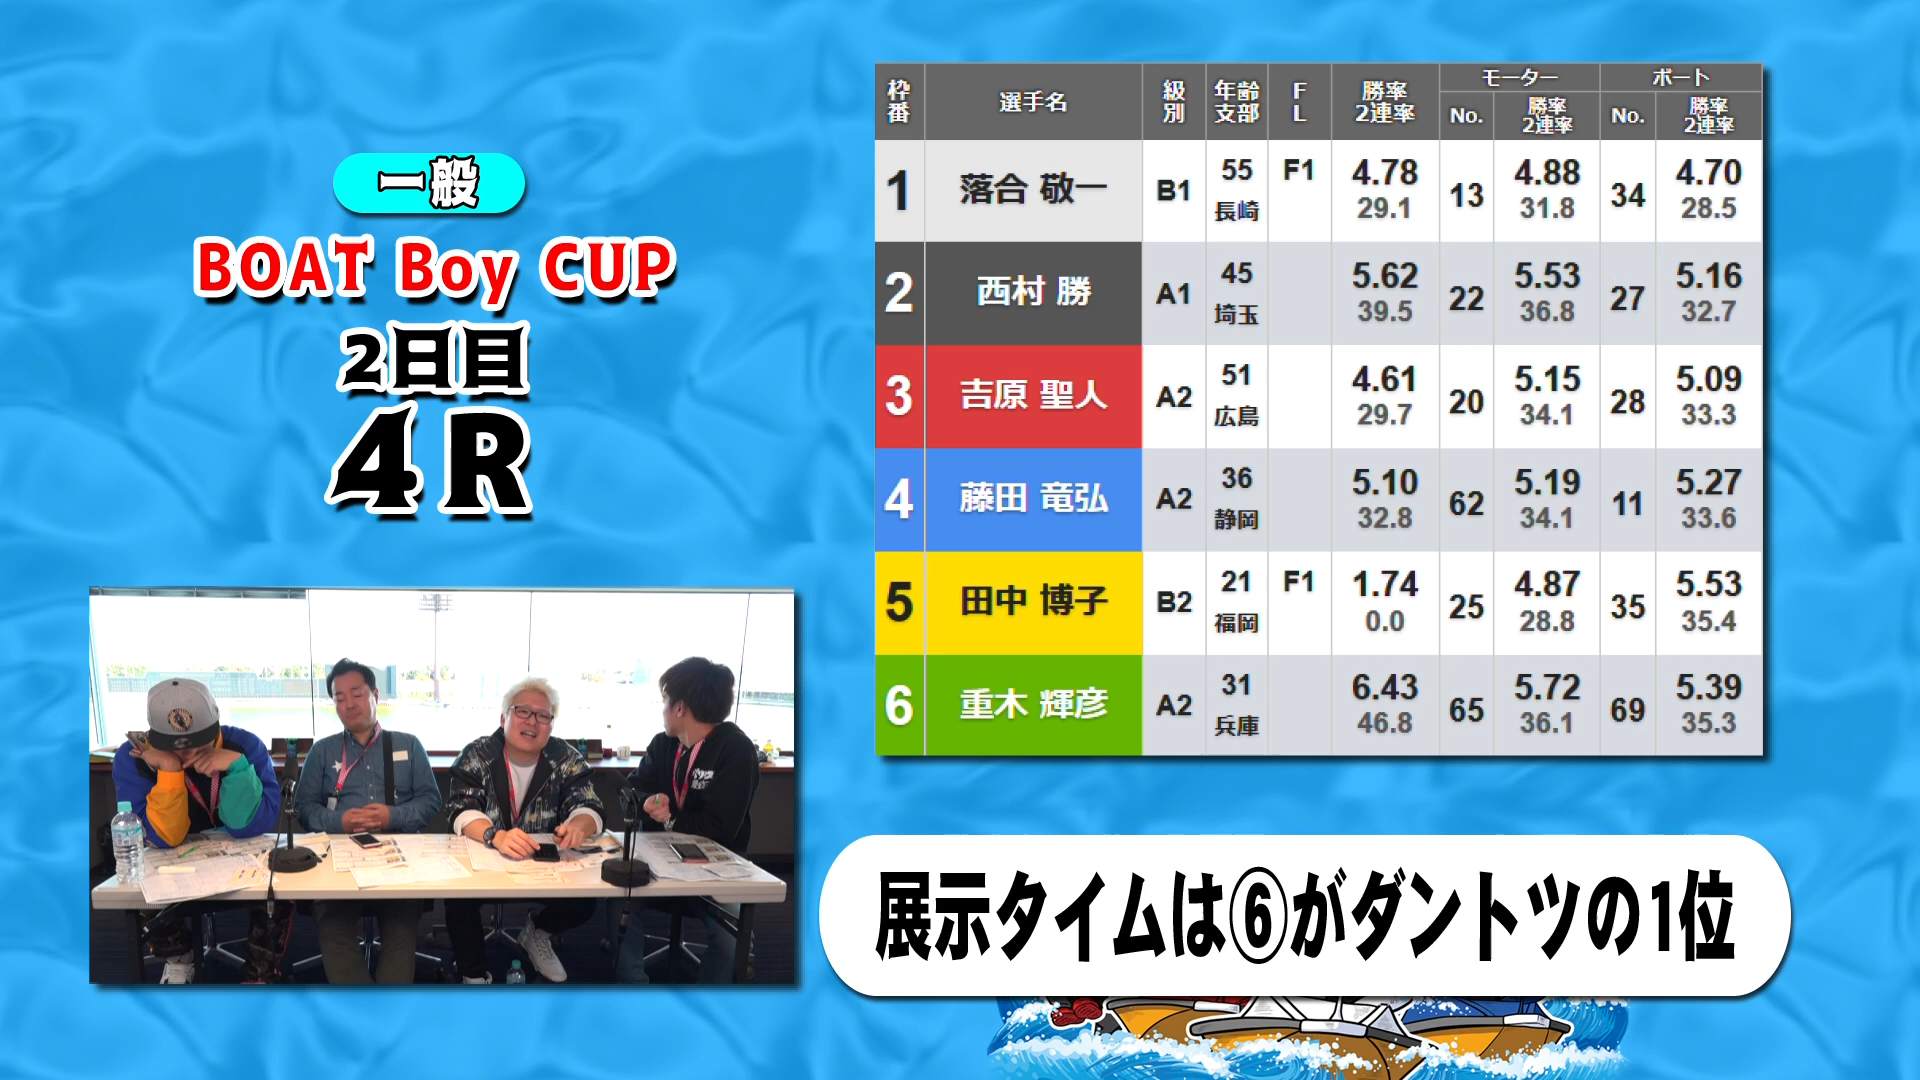 一般
BOAT Boy CUP
2日目
4R
枠番 選手名 級別 年齢支部 FL 勝率2連率 モーター ボート
No. 勝率2連率 No. 勝率2連率
1 落合 敬一 B1 55 長崎 F1 4.78 29.1 13 4.88 31.8 34 4.70 28.5
2 西村 勝 A1 45 埼玉 5.62 39.5 22 5.53 36.8 27 5.16 32.7
3 吉原 聖人 A2 51 広島 4.61 29.7 20 5.15 34.1 28 5.09 33.3
4 藤田 竜弘 A2 36 静岡 5.10 32.8 62 5.19 34.1 11 5.27 33.6
5 田中 博子 B2 21 福岡 F1 1.74 0.0 25 4.87 28.8 35 5.53 35.4
6 重木 輝彦 A2 31 兵庫 6.43 46.8 65 5.72 36.1 69 5.39 35.3
展示タイムは⑥がダントツの1位